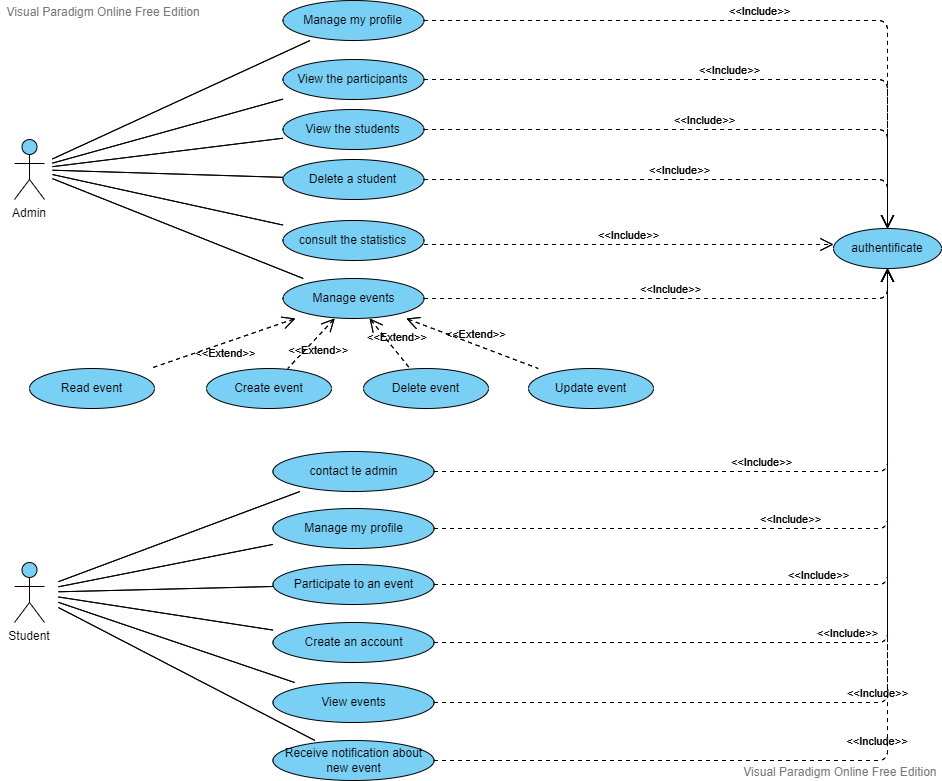 Visual Paradigm Online Free Edition
Manage my profile
<<Include>>
View the participants
<<Include>>
View the students
<<Include>>
Delete a student
<<Include>>
Admin
consult the statistics
<<Include>>
authentificate
Manage events
<<Include>>
<<Extend>>
<<Extend>>
<<Extend>>
<<Extend>>
Read event
Create event
Delete event
Update event
contact te admin
<<Include>>
Manage my profile
<<Include>>
Participate to an event
<<Include>>
Student
Create an account
<<Include>>
View events
<<Include>>
Receive notification about
new event
<<Include>>
Visual Paradigm Online Free Edition